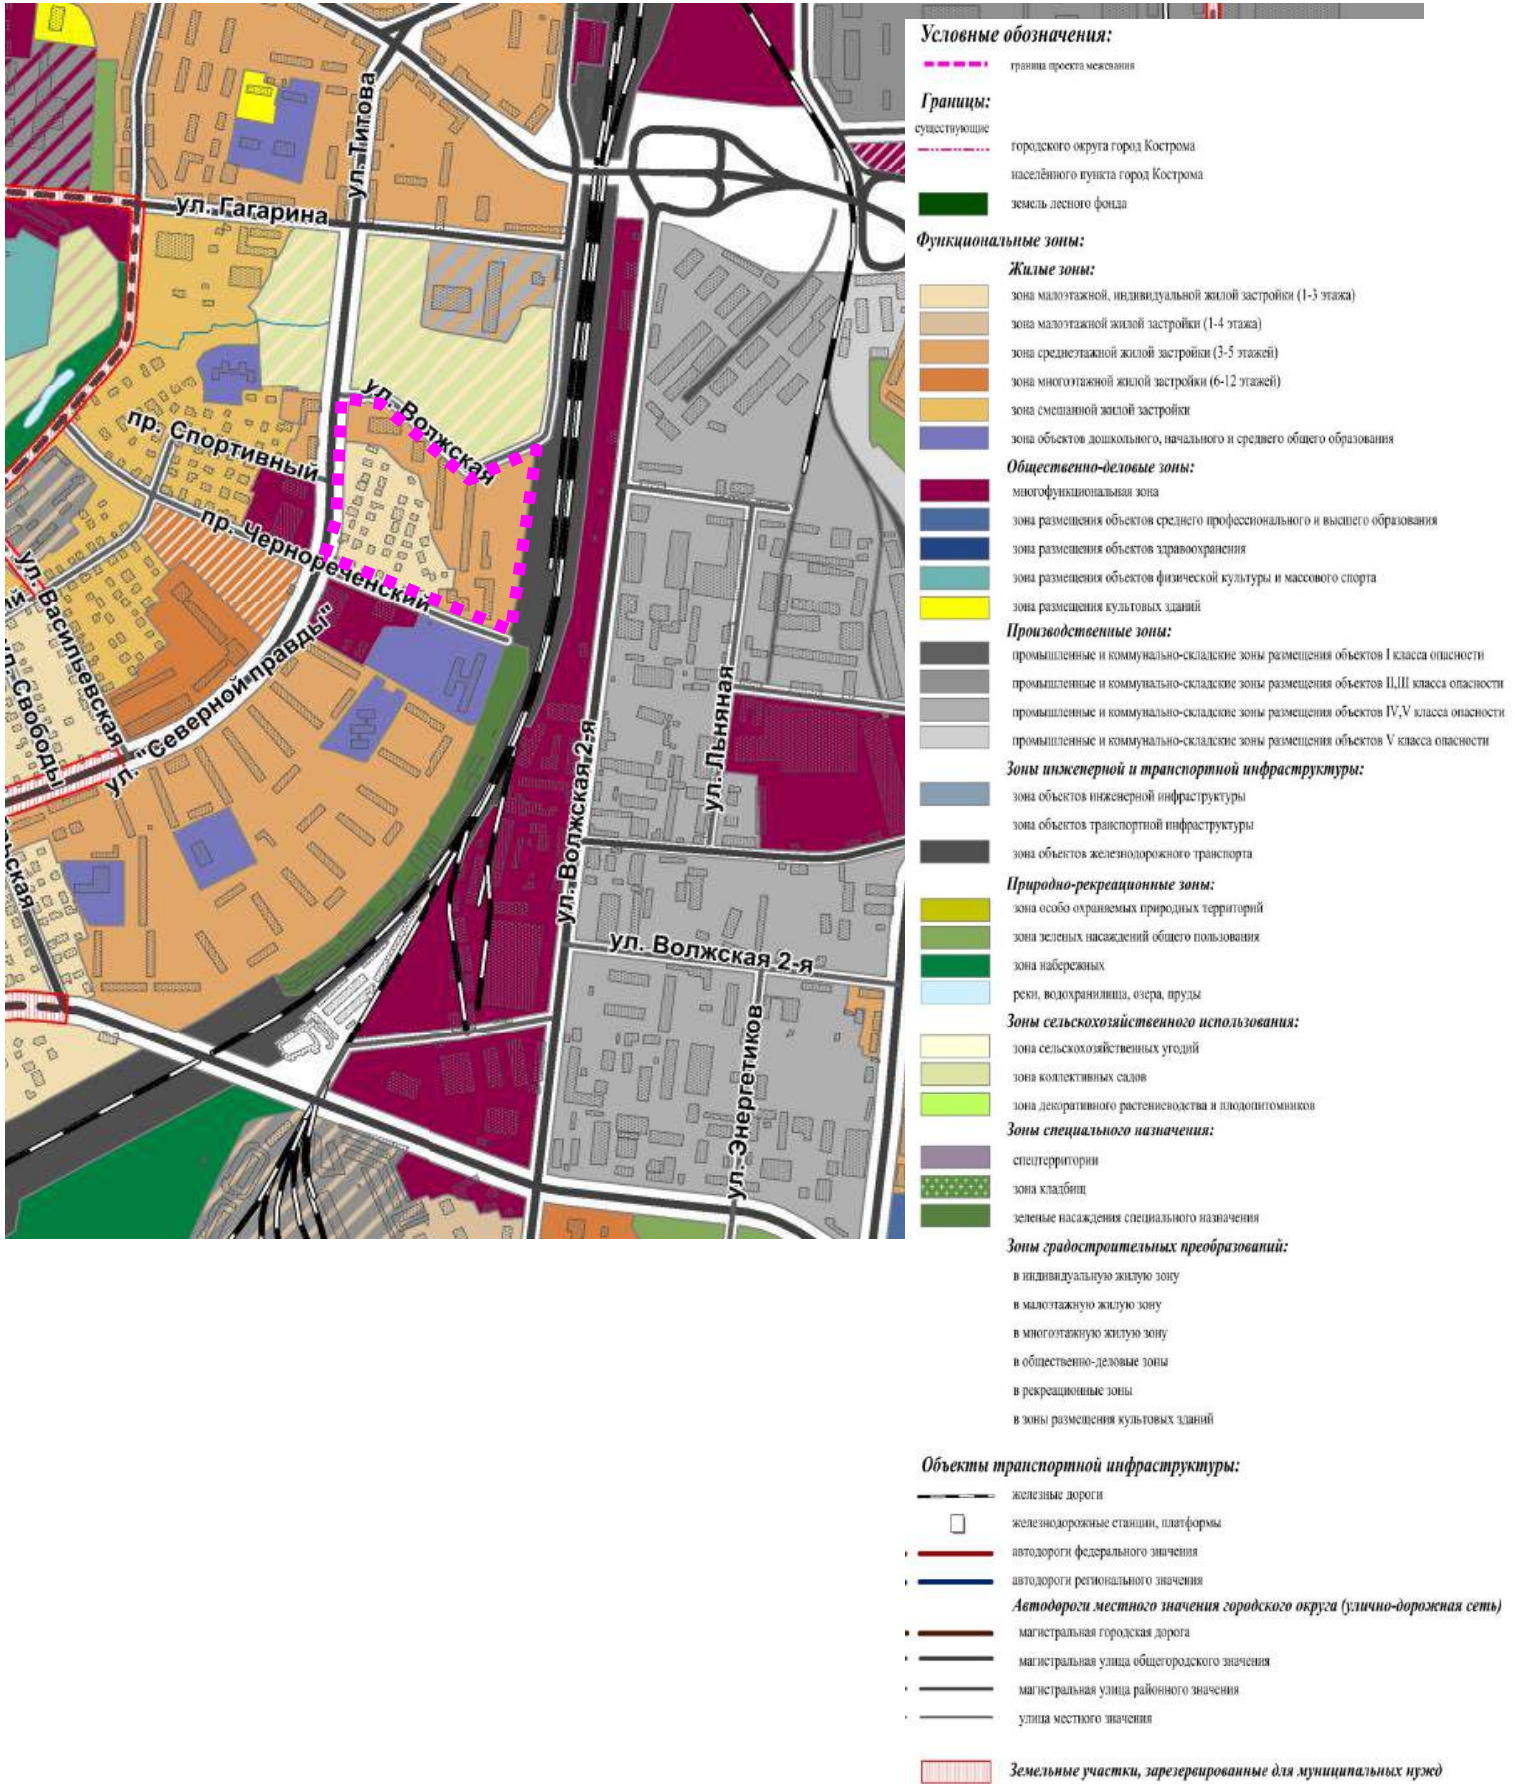 ул. Титова
ул. Гагарина
ул. Волжская
пр. Спортивный
пр. Чернореченский
ул. Васильевская
ул. "Северной правды"
ул. Волжская 2-я
ул. Льняная
ул. Волжская 2-я
ул. Энергетиков
Условные обозначения:
граница проекта межевания
Границы:
существующие
городского округа город Кострома
населённого пункта город Кострома
земель лесного фонда
Функциональные зоны:
Жилые зоны:
зона малоэтажной, индивидуальной жилой застройки (1-3 этажа)
зона малоэтажной жилой застройки (1-4 этажа)
зона среднеэтажной жилой застройки (3-5 этажей)
зона многоэтажной жилой застройки (6-12 этажей)
зона смешанной жилой застройки
зона объектов дошкольного, начального и среднего общего образования
Общественно-деловые зоны:
многофункциональная зона
зона размещения объектов среднего профессионального и высшего образования
зона размещения объектов здравоохранения
зона размещения объектов физической культуры и массового спорта
зона размещения культовых зданий
Производственные зоны:
промышленные и коммунально-складские зоны размещения объектов I класса опасности
промышленные и коммунально-складские зоны размещения объектов II,III класса опасности
промышленные и коммунально-складские зоны размещения объектов IV,V класса опасности
промышленные и коммунально-складские зоны размещения объектов V класса опасности
Зоны инженерной и транспортной инфраструктуры:
зона объектов инженерной инфраструктуры
зона объектов транспортной инфраструктуры
зона объектов железнодорожного транспорта
Природно-рекреационные зоны:
зона особо охраняемых природных территорий
зона зеленых насаждений общего пользования
зона набережных
реки, водохранилища, озера, пруды
Зоны сельскохозяйственного использования:
зона сельскохозяйственных угодий
зона коллективных садов
зона декоративного растениеводства и плодопитомников
Зоны специального назначения:
спецтерритории
зона кладбищ
зеленые насаждения специального назначения
Зоны градостроительных преобразований:
в индивидуальную жилую зону
в малоэтажную жилую зону
в многоэтажную жилую зону
в общественно-деловые зоны
в рекреационные зоны
в зоны размещения культовых зданий
Объекты транспортной инфраструктуры:
железные дороги
железнодорожные станции, платформы
автодороги федерального значения
автодороги регионального значения
Автодороги местного значения городского округа (улично-дорожная сеть)
магистральная городская дорога
магистральная улица общегородского значения
магистральная улица районного значения
улица местного значения
Земельные участки, зарезервированные для муниципальных нужд